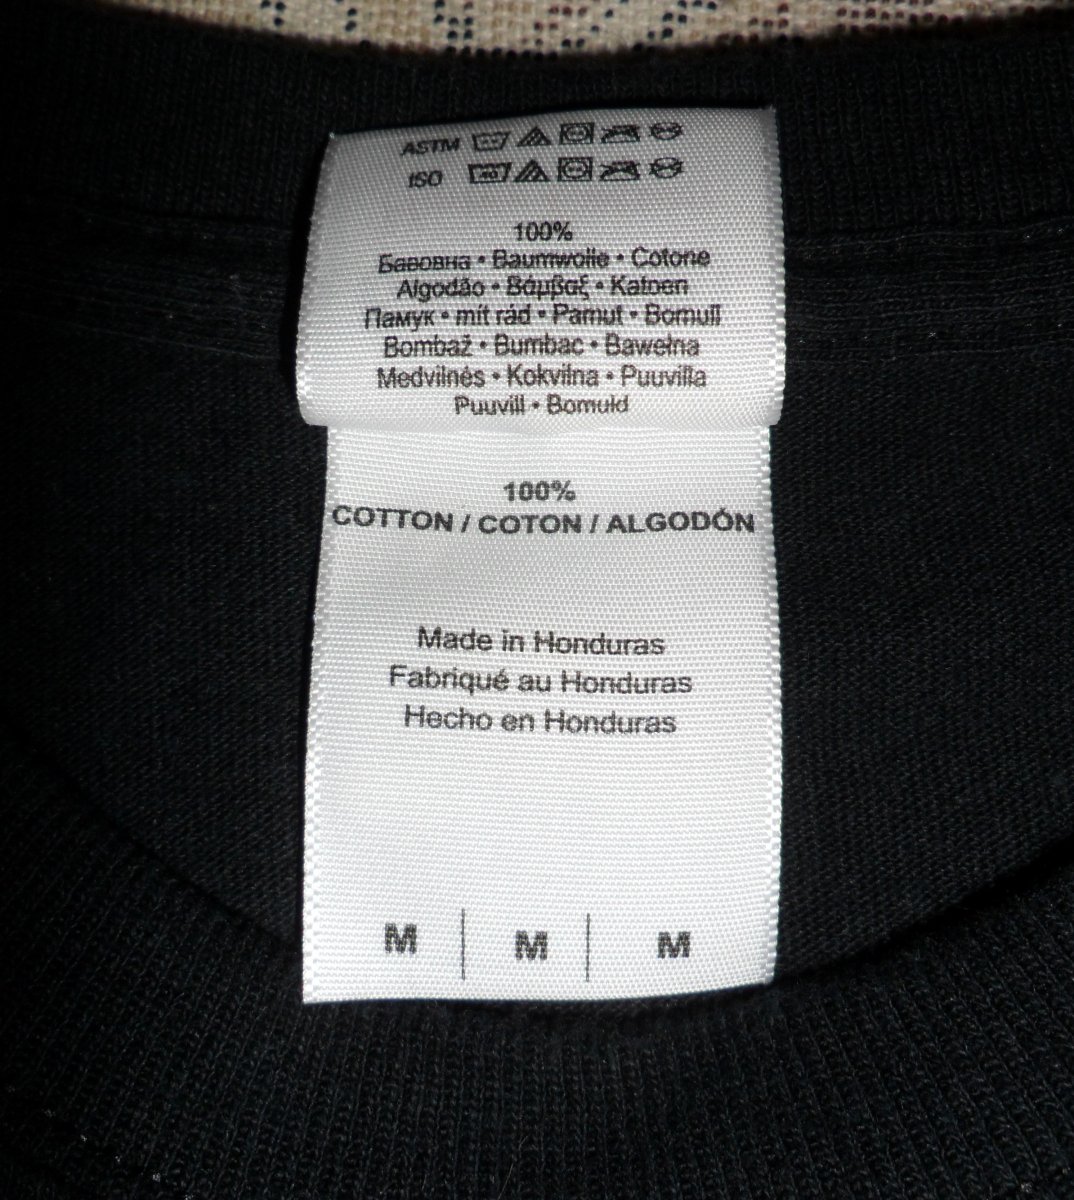 ASTM
ISO
100%
Бавовна • Baumwolle • Cotone
Algodão • Βάμβαξ • Katoen
Памук • mít rád • Pamut • Bomull
Bombaž • Bumbac • Bawełna
Medvilnės • Kokvilna • Puuvilla
Puuvill • Bomuld
100%
COTTON / COTON / ALGODÓN
Made in Honduras
Fabriqué au Honduras
Hecho en Honduras
M | M | M